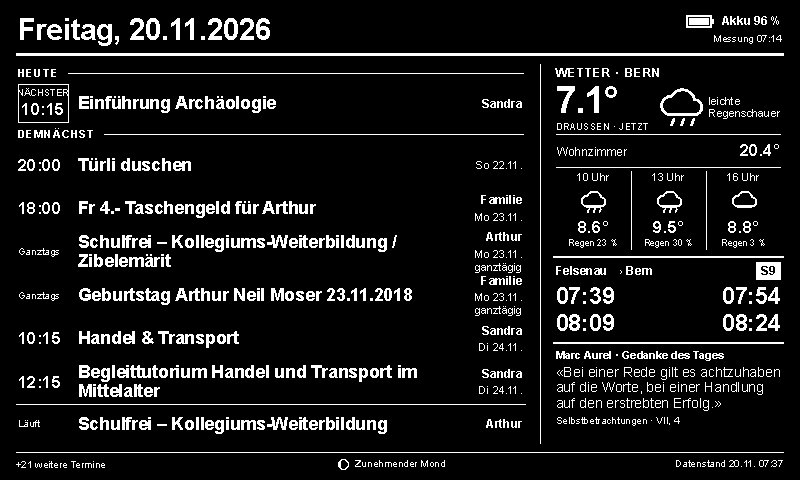 Freitag, 20.11.2026
Akku 96 %
Messung 07:14
HEUTE
NÄCHSTER
10:15 Einführung Archäologie Sandra
DEMNÄCHST
20:00 Türli duschen So 22.11.
18:00 Fr 4.- Taschengeld für Arthur Familie
Mo 23.11.
Ganztags Schulfrei – Kollegiums-Weiterbildung /
Zibelemärit
Arthur
Mo 23.11.
ganztägig
Ganztags Geburtstag Arthur Neil Moser 23.11.2018 Familie
Mo 23.11.
ganztägig
10:15 Handel & Transport Sandra
Di 24.11.
12:15 Begleittutorium Handel und Transport im
Mittelalter
Sandra
Di 24.11.
Läuft Schulfrei – Kollegiums-Weiterbildung Arthur
WETTER · BERN
7.1°
leichte
Regenschauer
DRAUSSEN · JETZT
Wohnzimmer 20.4°
10 Uhr 13 Uhr 16 Uhr
8.6° 9.5° 8.8°
Regen 23 % Regen 30 % Regen 3 %
Felsenau › Bern S9
07:39 07:54
08:09 08:24
Marc Aurel · Gedanke des Tages
«Bei einer Rede gilt es achtzuhaben
auf die Worte, bei einer Handlung
auf den erstrebten Erfolg.»
Selbstbetrachtungen · VII, 4
+21 weitere Termine Zunehmender Mond Datenstand 20.11. 07:37